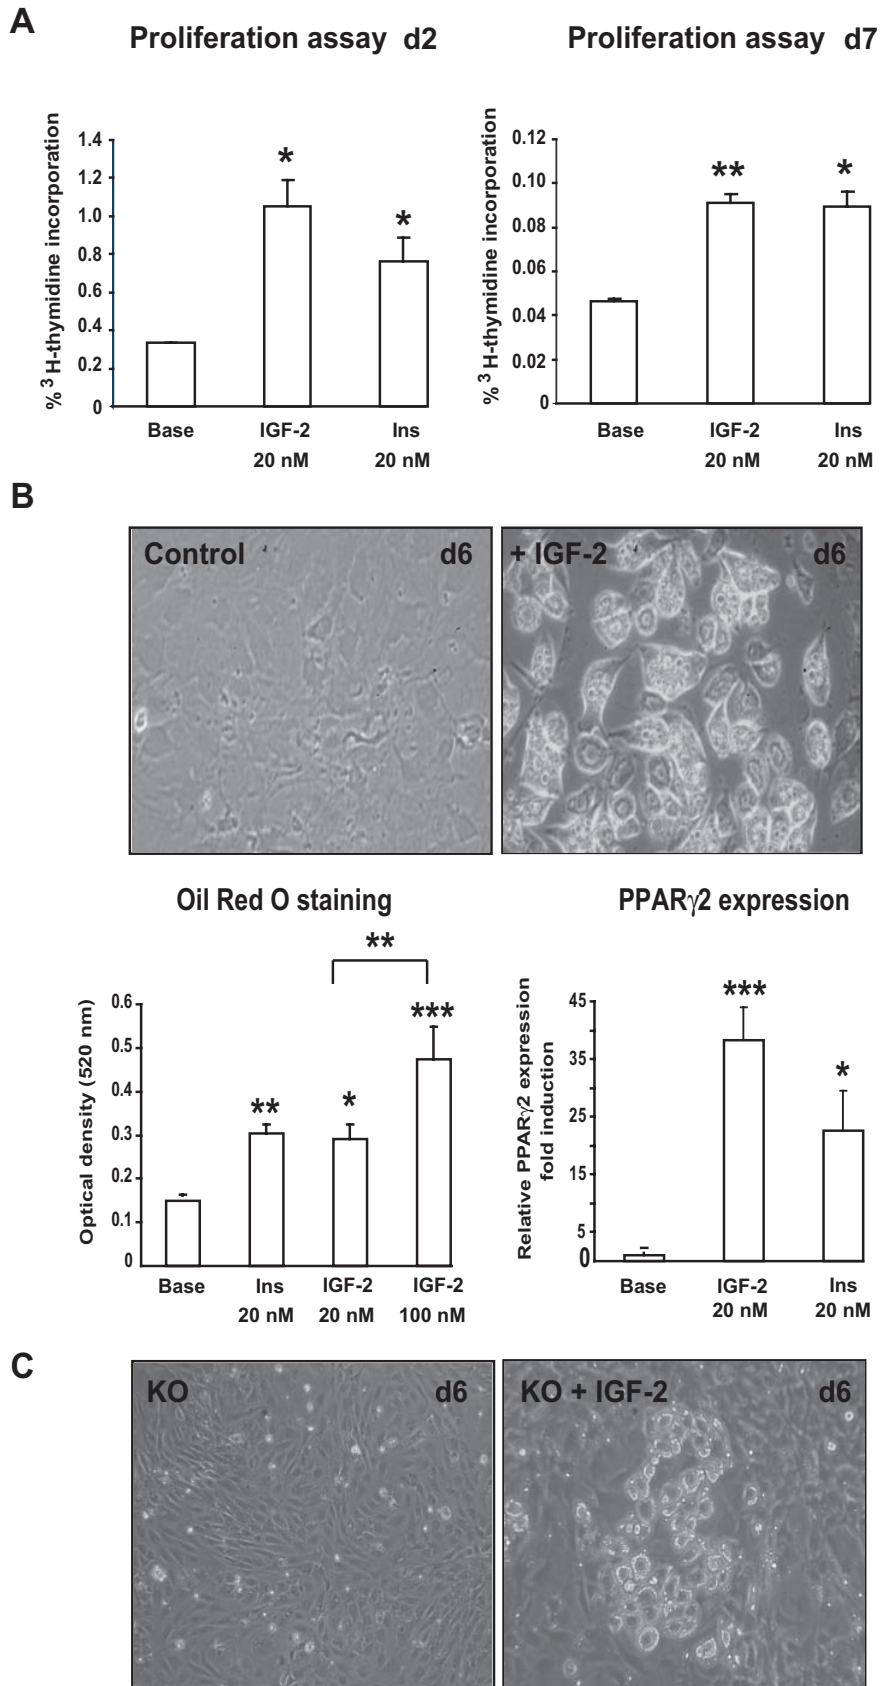 A
Proliferation assay d2
Proliferation assay d7
% 3 H-thymidine incorporation
1.4
1.2
1.0
0.8
0.6
0.4
0.2
0
*
*
Base
IGF-2
Ins
20 nM
20 nM
% 3 H-thymidine incorporation
0.12
0.10
0.08
0.06
0.04
0.02
0
**
*
Base
IGF-2
Ins
20 nM
20 nM
B
Control d6
+ IGF-2 d6
Oil Red O staining
PPARγ2 expression
**
Optical density (520 nm)
0.6
0.5
0.4
0.3
0.2
0.1
0
**
*
***
Base
Ins
IGF-2
IGF-2
20 nM
20 nM
100 nM
Relative PPARγ2 expression
fold induction
45
35
25
15
5
0
***
*
Base
IGF-2
Ins
20 nM
20 nM
C
KO d6
KO + IGF-2 d6